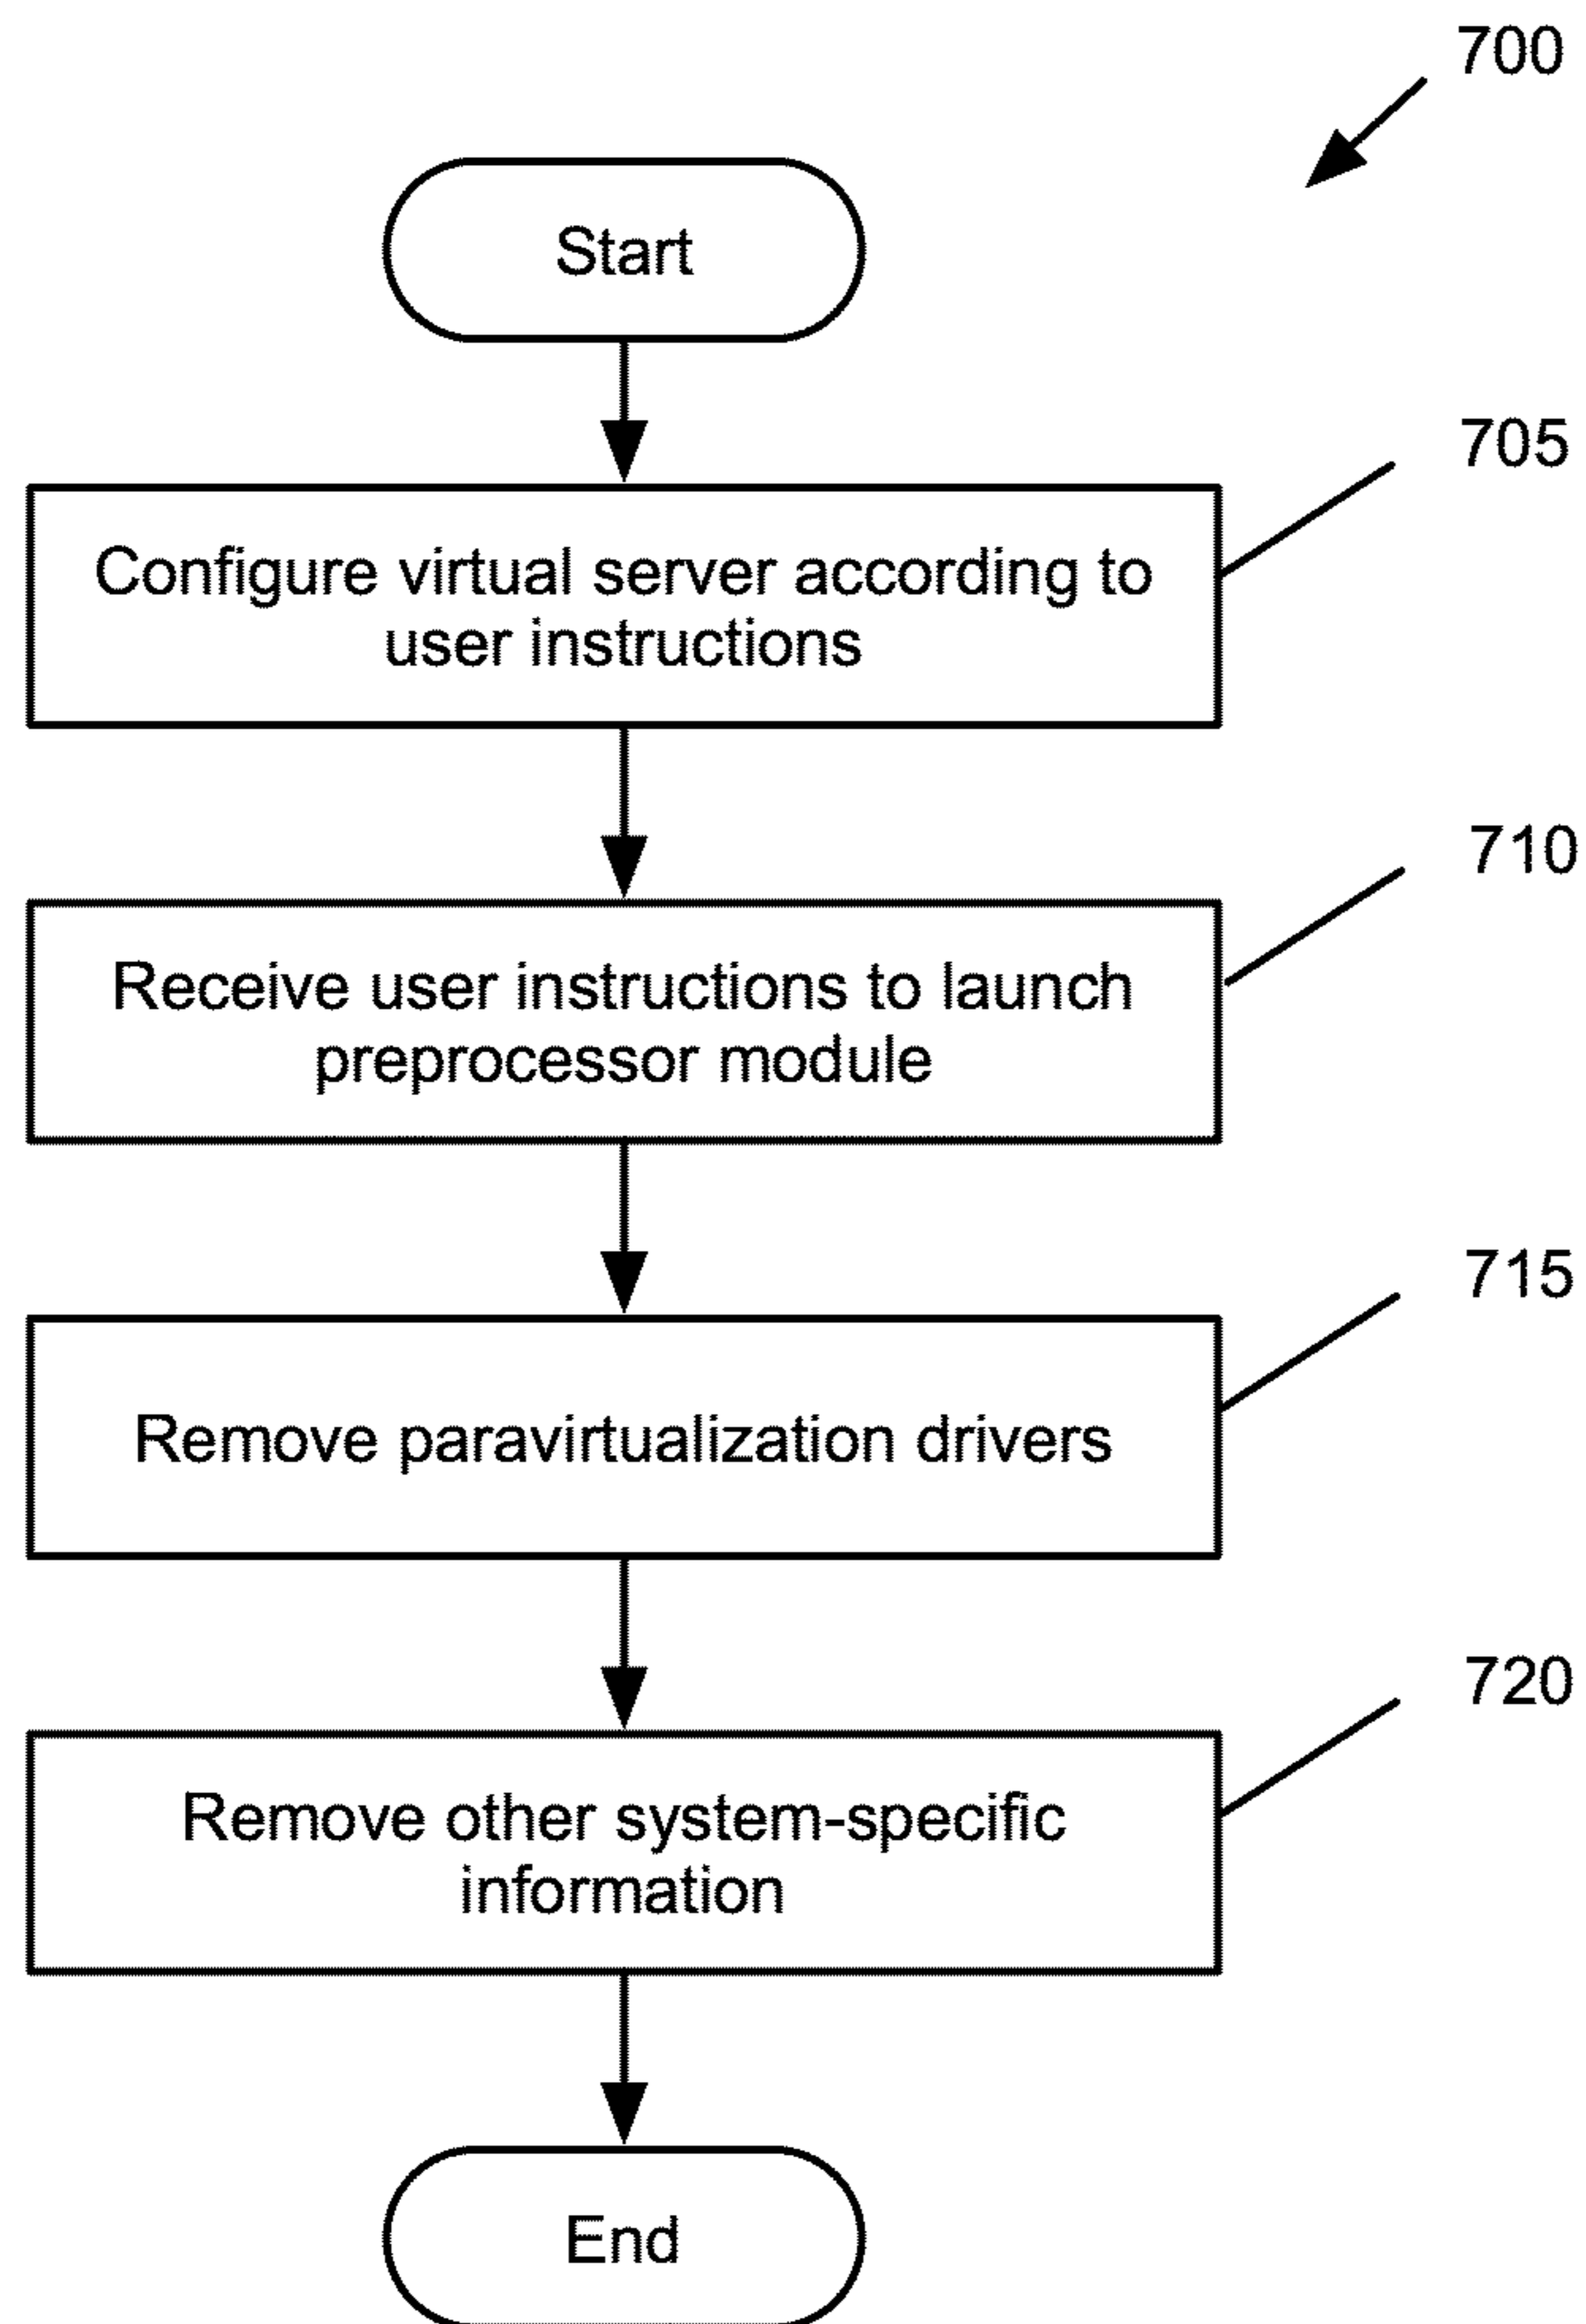 700
Start
705
Configure virtual server according to
user instructions
710
Receive user instructions to launch
preprocessor module
715
Remove paravirtualization drivers
720
Remove other system-specific
information
End